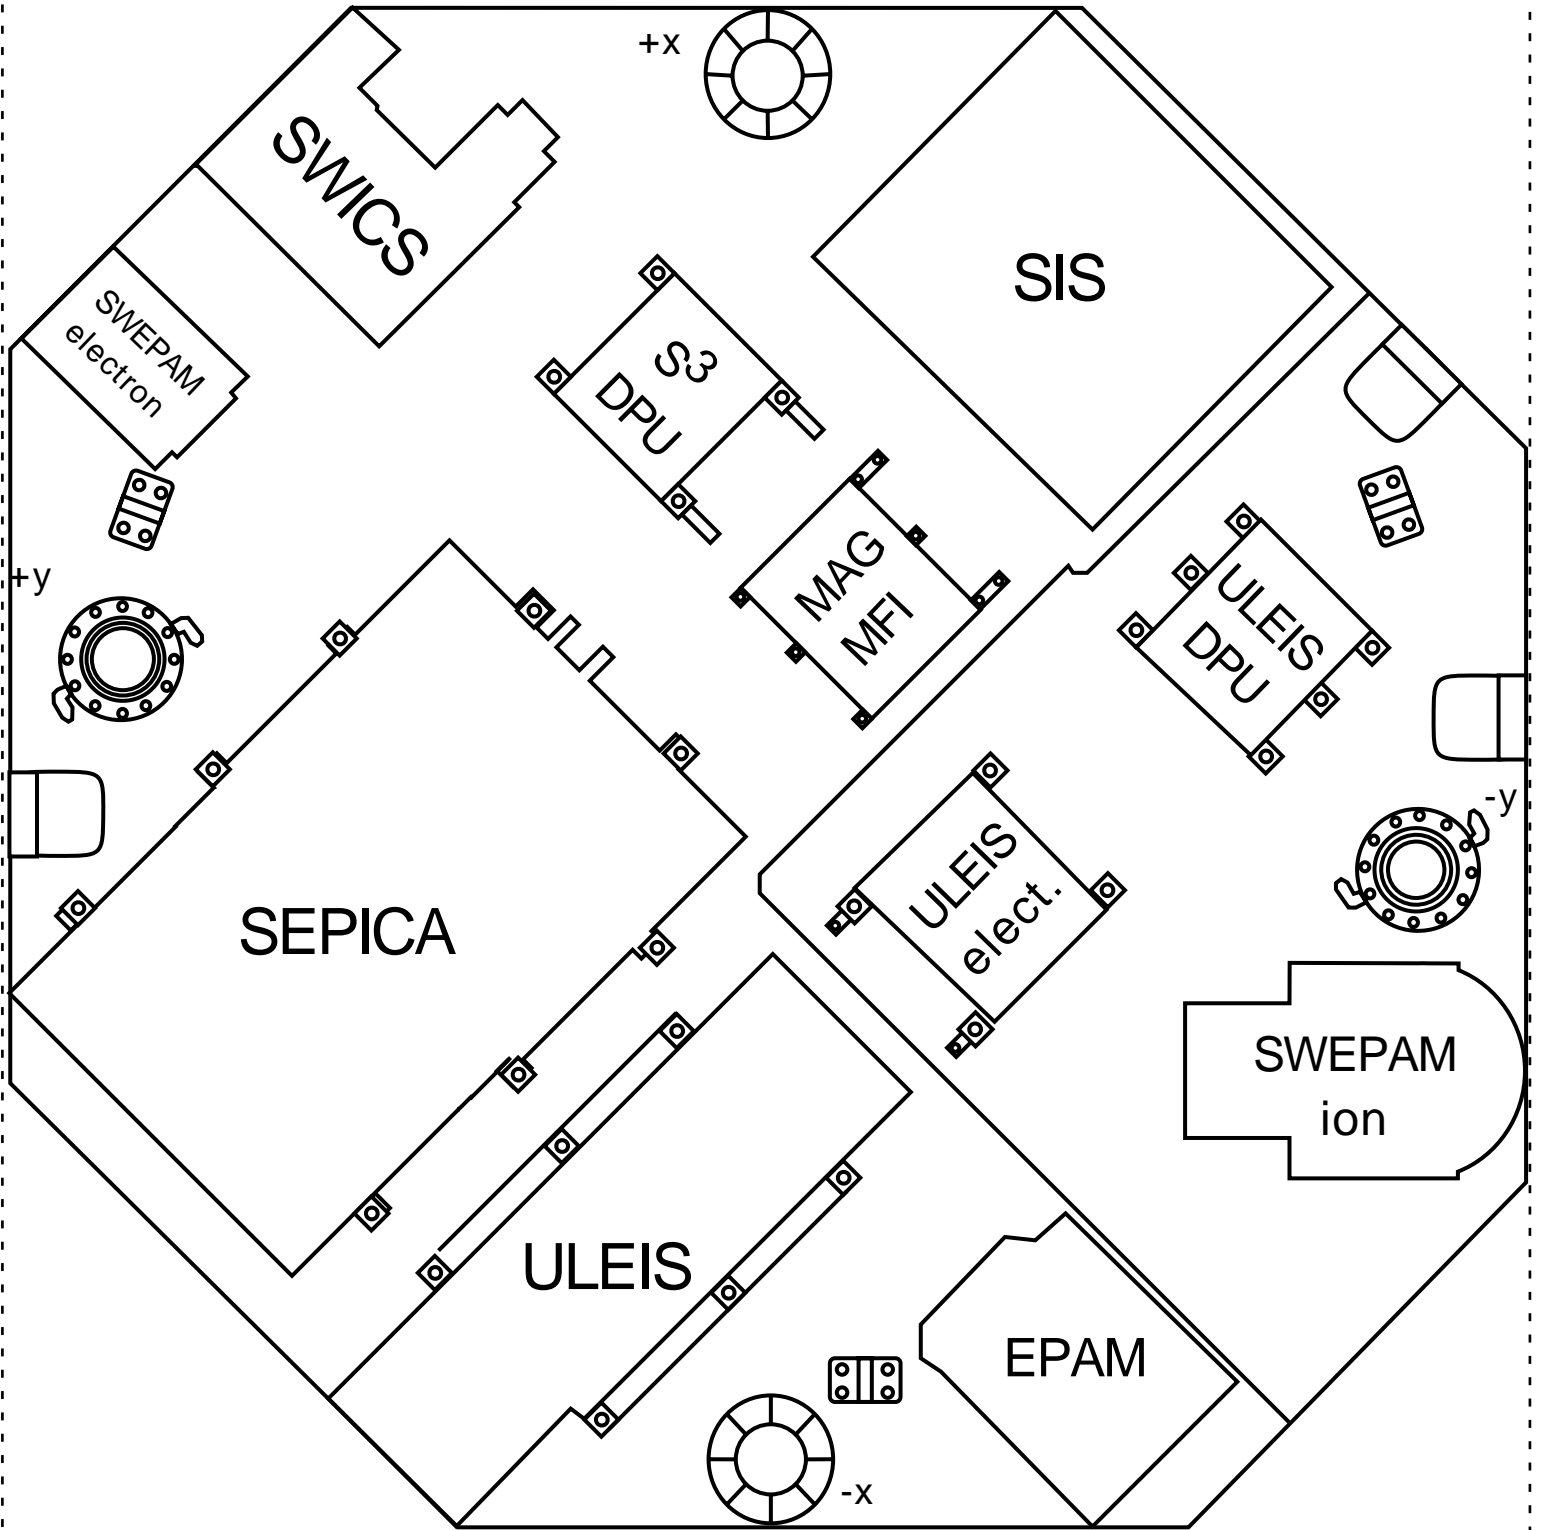 +x
SWICS
SIS
SWEPAM
electron
S3
DPU
MAG
MFI
ULEIS
DPU
+y
-y
ULEIS
elect.
SEPICA
SWEPAM
ion
ULEIS
EPAM
-x